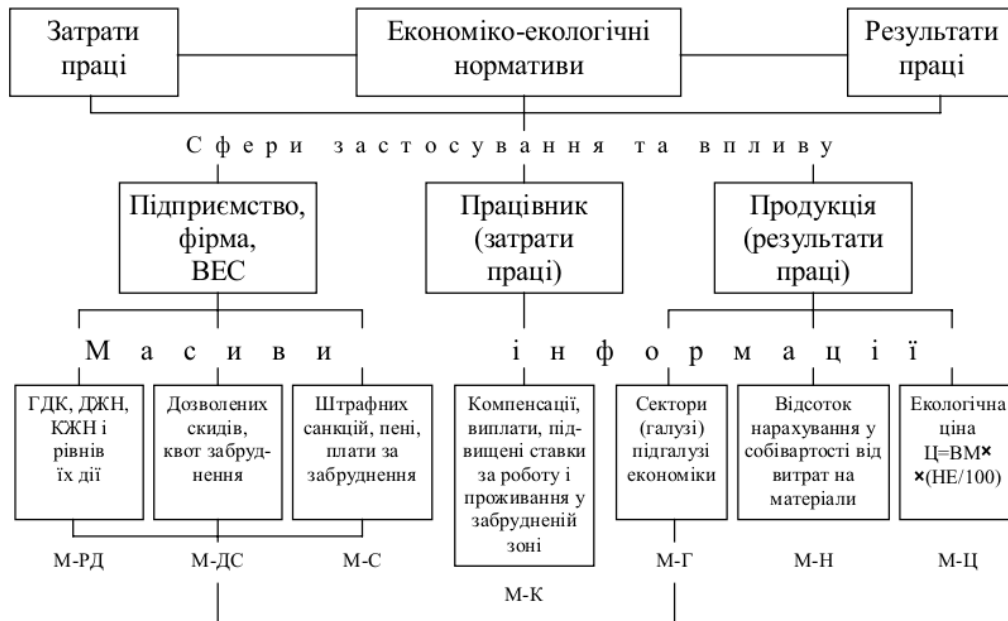 Затрати
праці
Економіко-екологічні
нормативи
Результати
праці
Сфери застосування та впливу
Підприємство,
фірма,
ВЕС
Працівник
(затрати
праці)
Продукція
(результати
праці)
Масиви інформації
ГДК, ДЖН,
КЖН і
рівнів
їх дії
Дозволених
скидів,
квот забруд-
нення
Штрафних
санкцій, пені,
плати за
забруднення
Компенсації,
виплати, під-
вищені ставки
за роботу і
проживання у
забрудненій
зоні
Сектори
(галузі)
підгалузі
економіки
Відсоток
нарахування у
собівартості від
витрат на
матеріали
Екологічна
ціна
Ц=ВМ×
×(НЕ/100)
М-РД
М-ДС
М-С
М-К
М-Г
М-Н
М-Ц